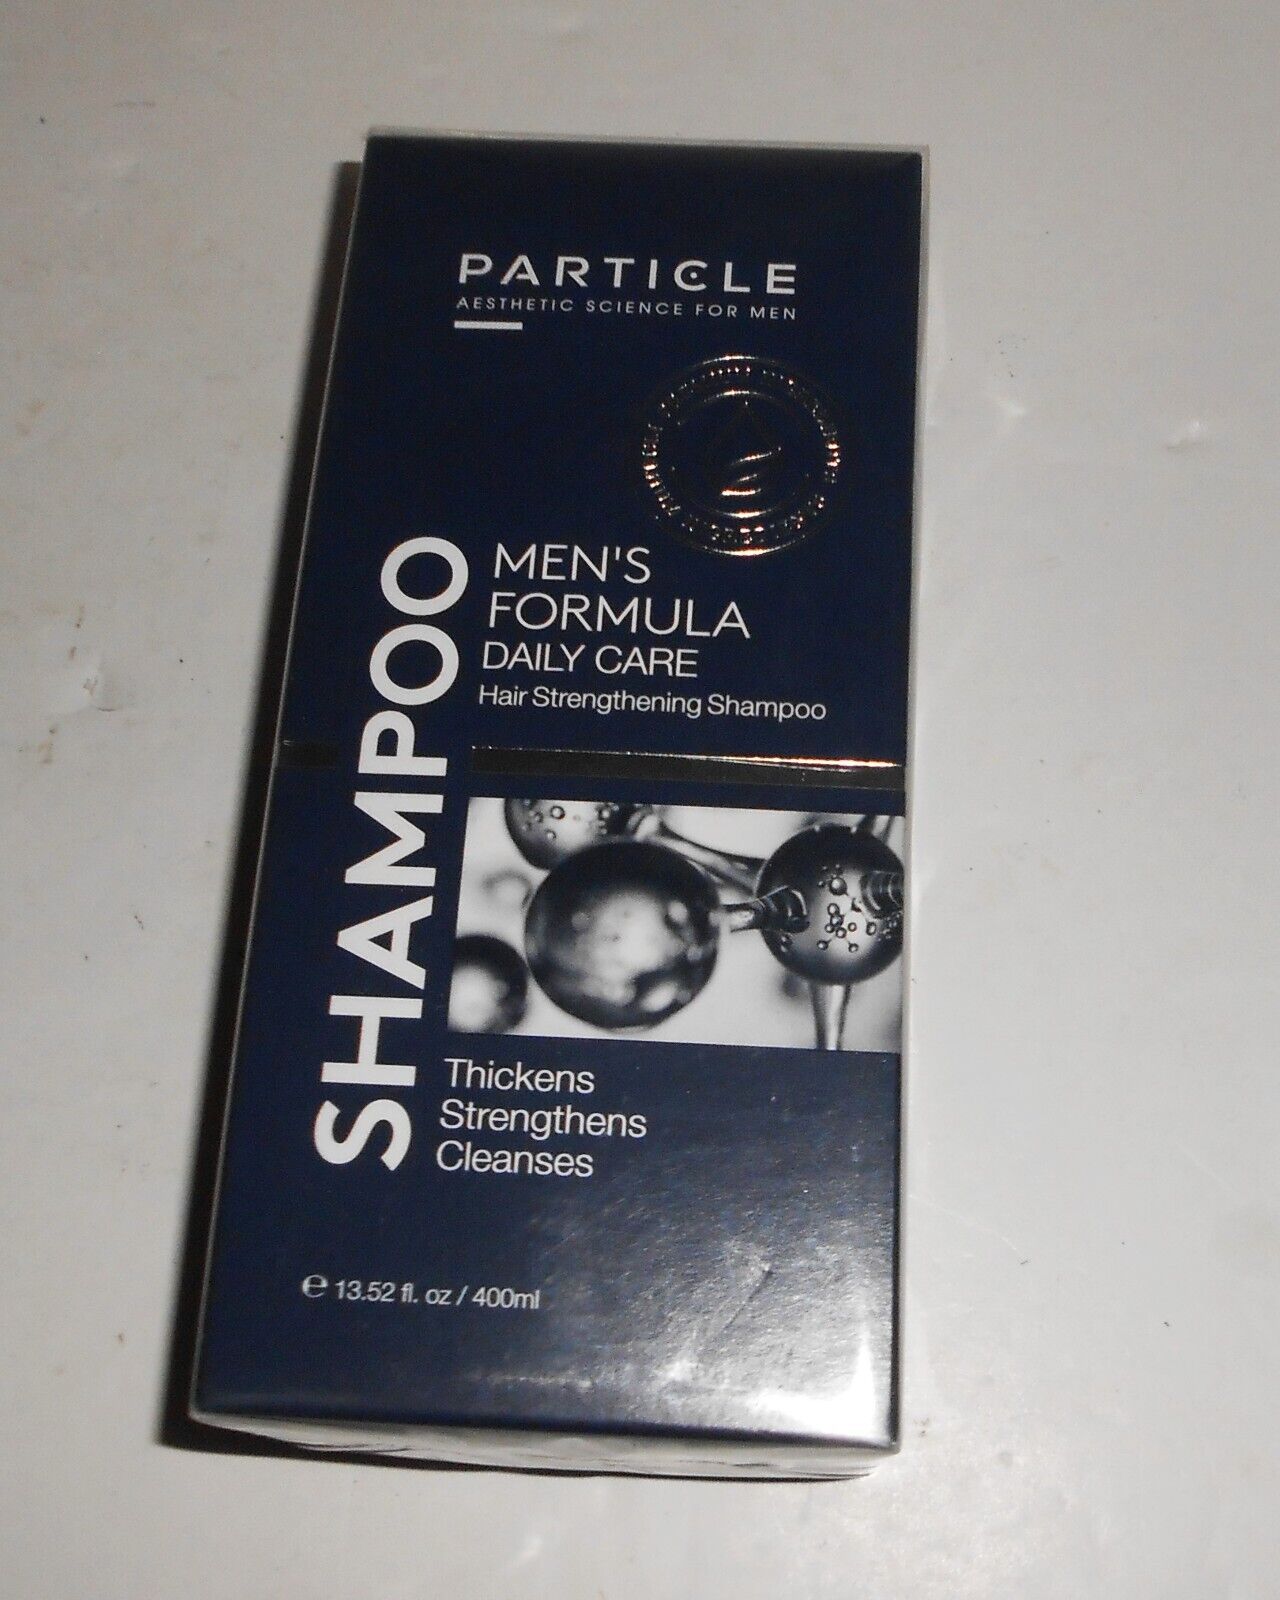 PARTICLE
AESTHETIC SCIENCE FOR MEN
MEN'S
FORMULA
DAILY CARE
Hair Strengthening Shampoo
SHAMPOO
Thickens
Strengthens
Cleanses
e 13.52 fl. oz / 400ml